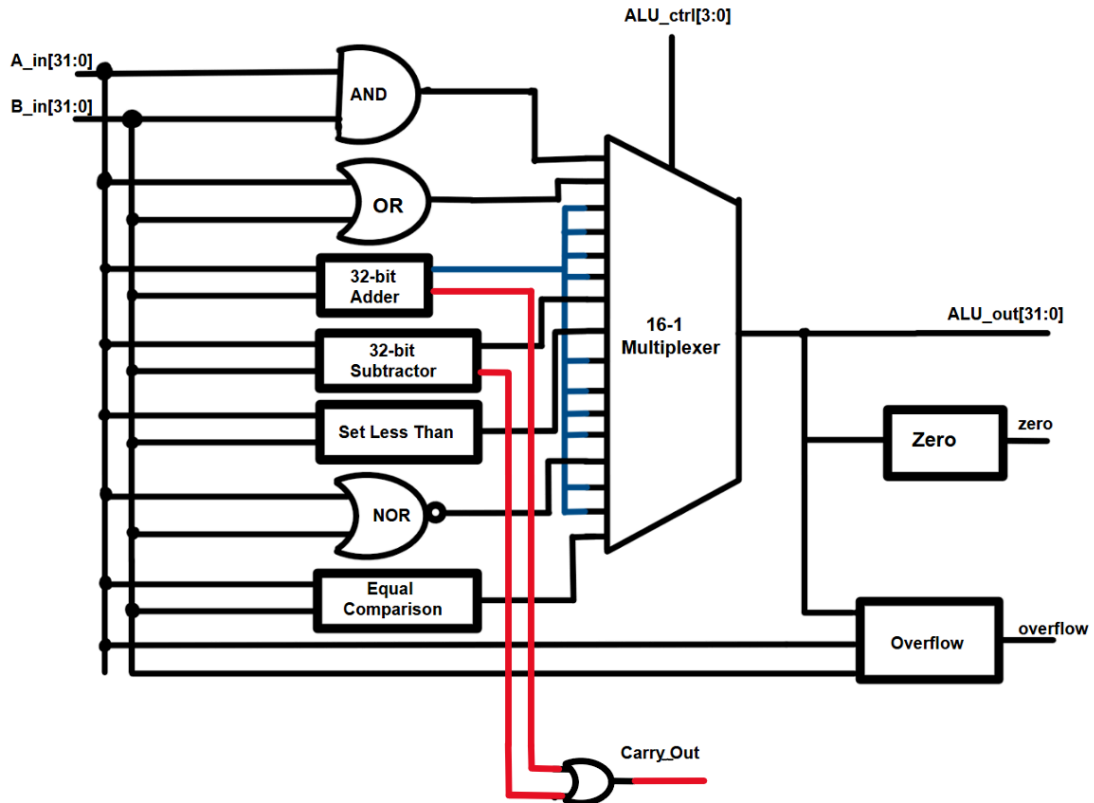 ALU_ctrl[3:0]
A_in[31:0]
B_in[31:0]
AND
OR
32-bit
Adder
32-bit
Subtractor
Set Less Than
NOR
Equal
Comparison
16-1
Multiplexer
ALU_out[31:0]
Zero
zero
Overflow
overflow
Carry_Out